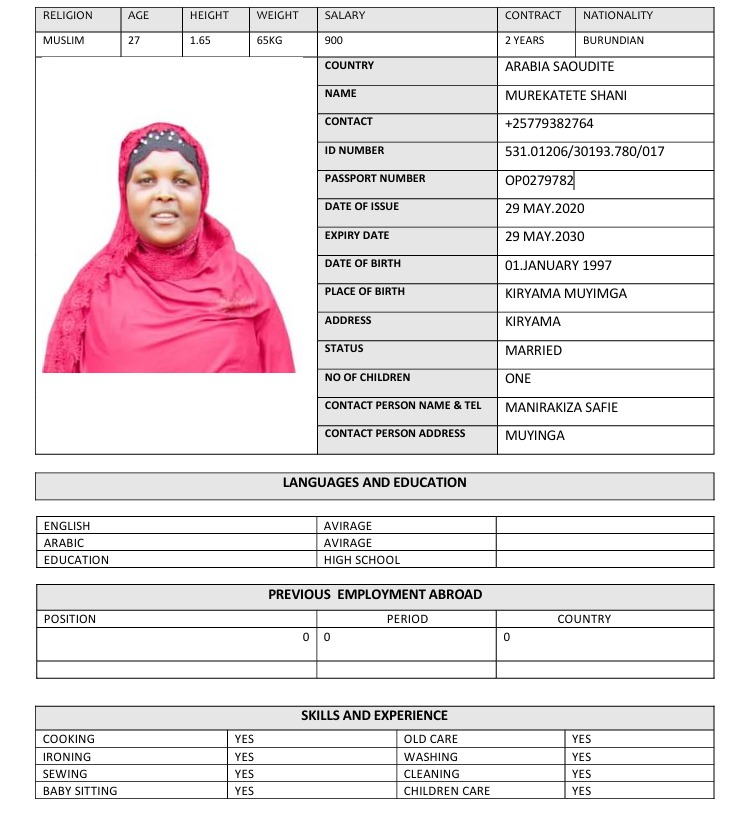 RELIGION AGE HEIGHT WEIGHT SALARY CONTRACT NATIONALITY
MUSLIM 27 1.65 65KG 900 2 YEARS BURUNDIAN
COUNTRY ARABIA SAOUDITE
NAME MUREKATETE SHANI
CONTACT +25779382764
ID NUMBER 531.01206/30193.780/017
PASSPORT NUMBER OP0279782
DATE OF ISSUE 29 MAY.2020
EXPIRY DATE 29 MAY.2030
DATE OF BIRTH 01.JANUARY 1997
PLACE OF BIRTH KIRYAMA MUYIMGA
ADDRESS KIRYAMA
STATUS MARRIED
NO OF CHILDREN ONE
CONTACT PERSON NAME & TEL MANIRAKIZA SAFIE
CONTACT PERSON ADDRESS MUYINGA
LANGUAGES AND EDUCATION
ENGLISH AVIRAGE
ARABIC AVIRAGE
EDUCATION HIGH SCHOOL
PREVIOUS EMPLOYMENT ABROAD
POSITION PERIOD COUNTRY
0 0 0
SKILLS AND EXPERIENCE
COOKING YES OLD CARE YES
IRONING YES WASHING YES
SEWING YES CLEANING YES
BABY SITTING YES CHILDREN CARE YES